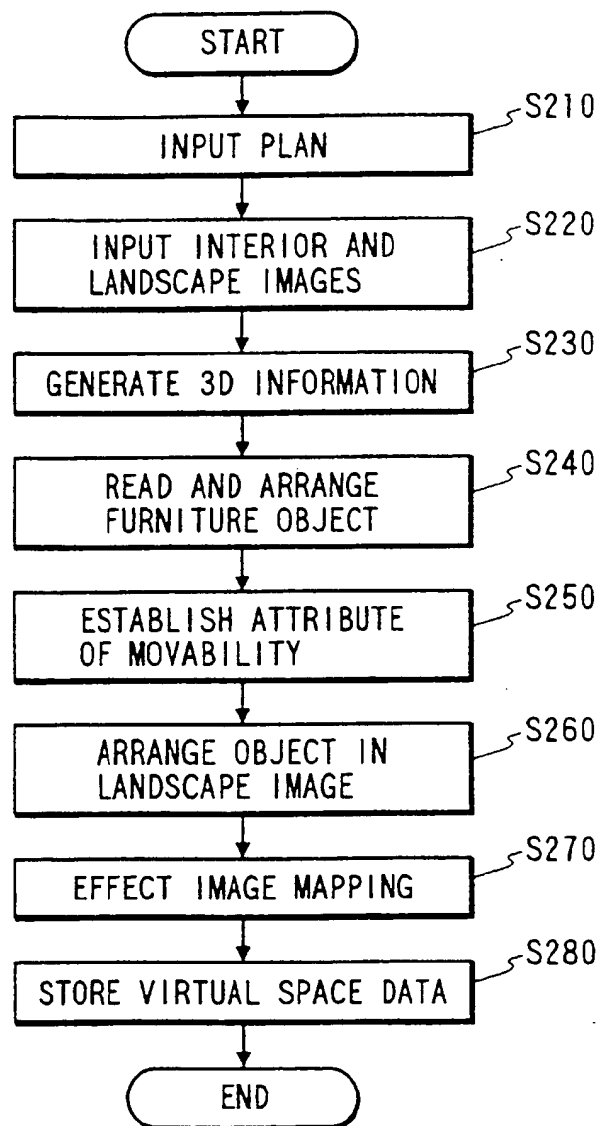 START
S210
INPUT PLAN
S220
INPUT INTERIOR AND
LANDSCAPE IMAGES
S230
GENERATE 3D INFORMATION
S240
READ AND ARRANGE
FURNITURE OBJECT
S250
ESTABLISH ATTRIBUTE
OF MOVABILITY
S260
ARRANGE OBJECT IN
LANDSCAPE IMAGE
S270
EFFECT IMAGE MAPPING
S280
STORE VIRTUAL SPACE DATA
END